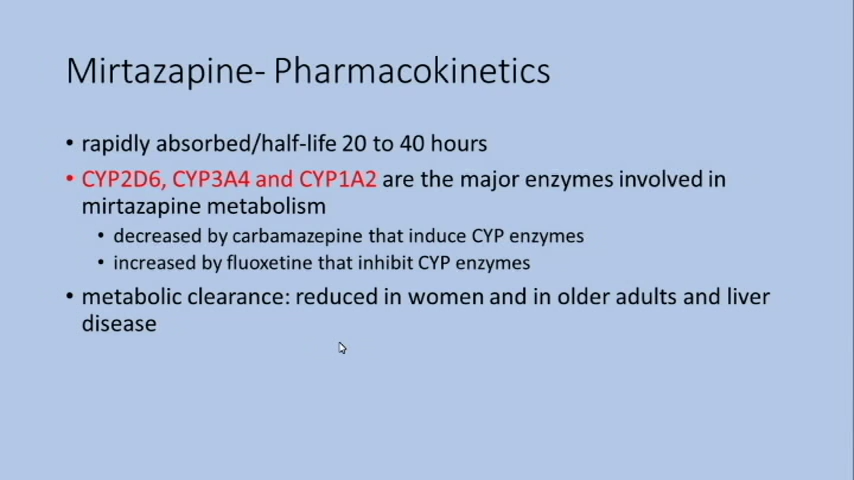 Mirtazapine- Pharmacokinetics
• rapidly absorbed/half-life 20 to 40 hours
• CYP2D6, CYP3A4 and CYP1A2 are the major enzymes involved in
mirtazapine metabolism
• decreased by carbamazepine that induce CYP enzymes
• increased by fluoxetine that inhibit CYP enzymes
• metabolic clearance: reduced in women and in older adults and liver
disease